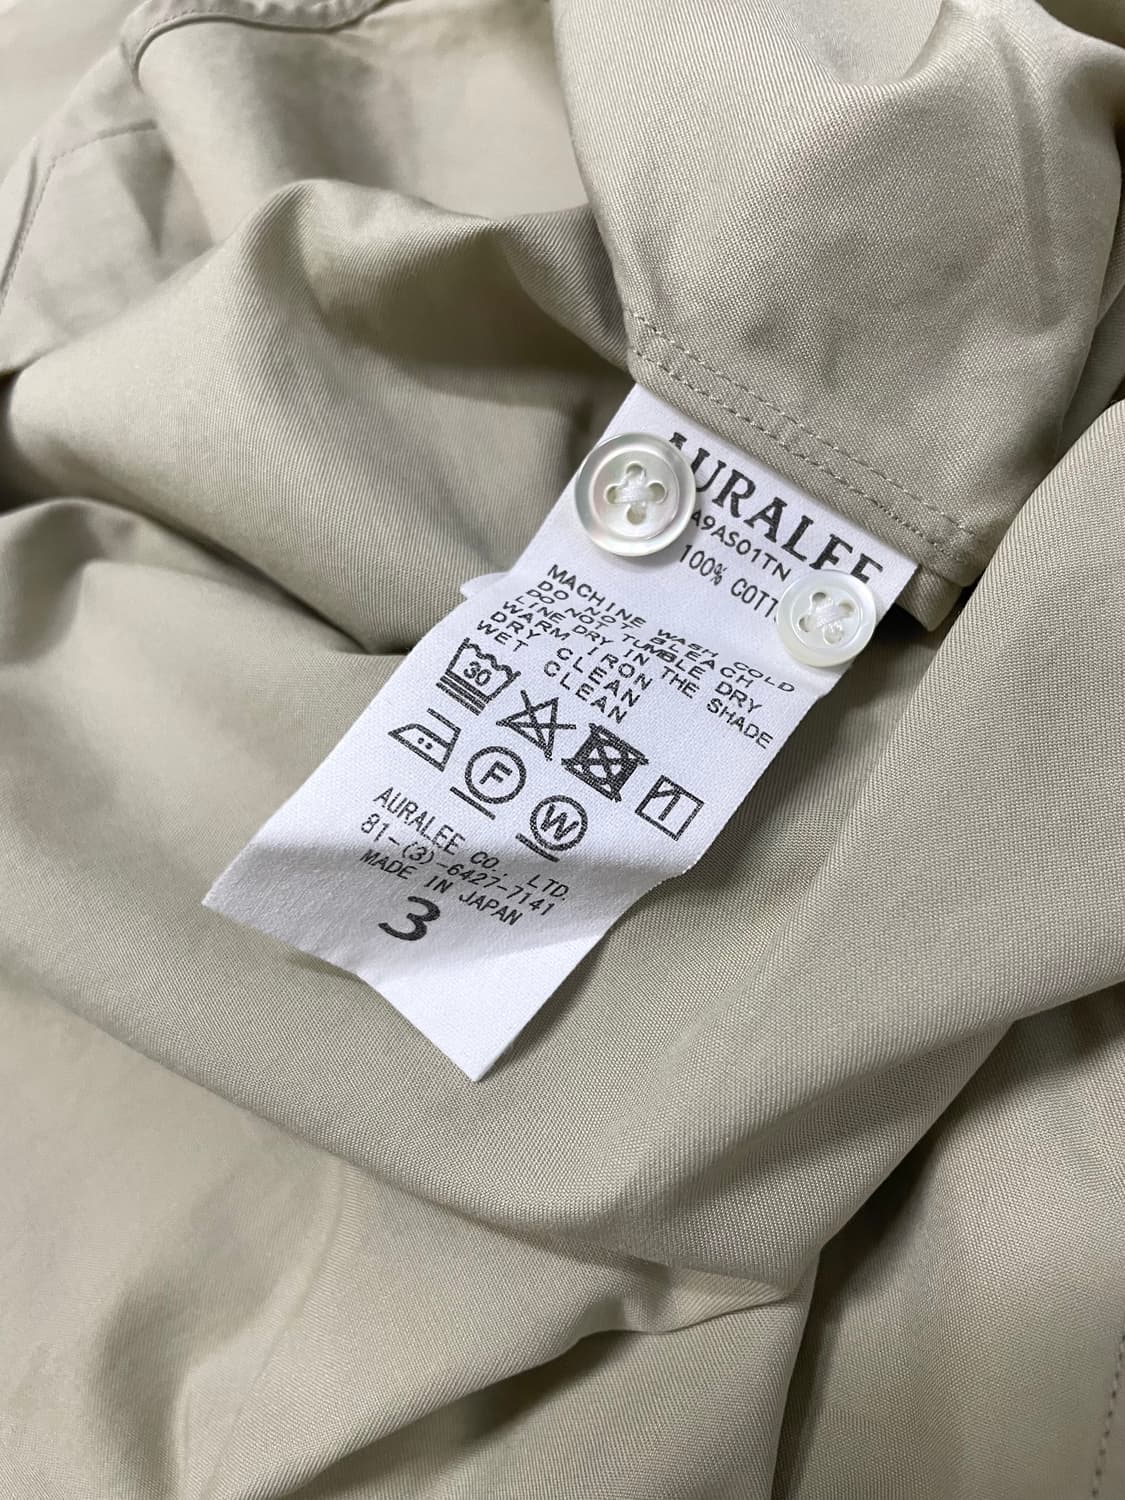 AURALEE
A9AS01TN
100% COTT
MACHINE WASH COLD
DO NOT BLEACH
DO NOT TUMBLE DRY
LINE DRY IN THE SHADE
WARM IRON
DRY CLEAN
WET CLEAN
30
F
W
AURALEE CO., LTD.
81-(3)-6427-7141
MADE IN JAPAN
3